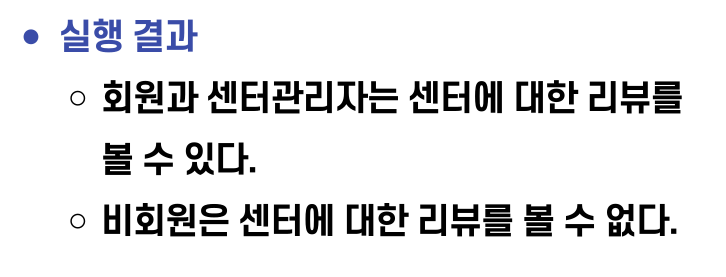 • 실행 결과
○ 회원과 센터관리자는 센터에 대한 리뷰를
볼 수 있다.
○ 비회원은 센터에 대한 리뷰를 볼 수 없다.